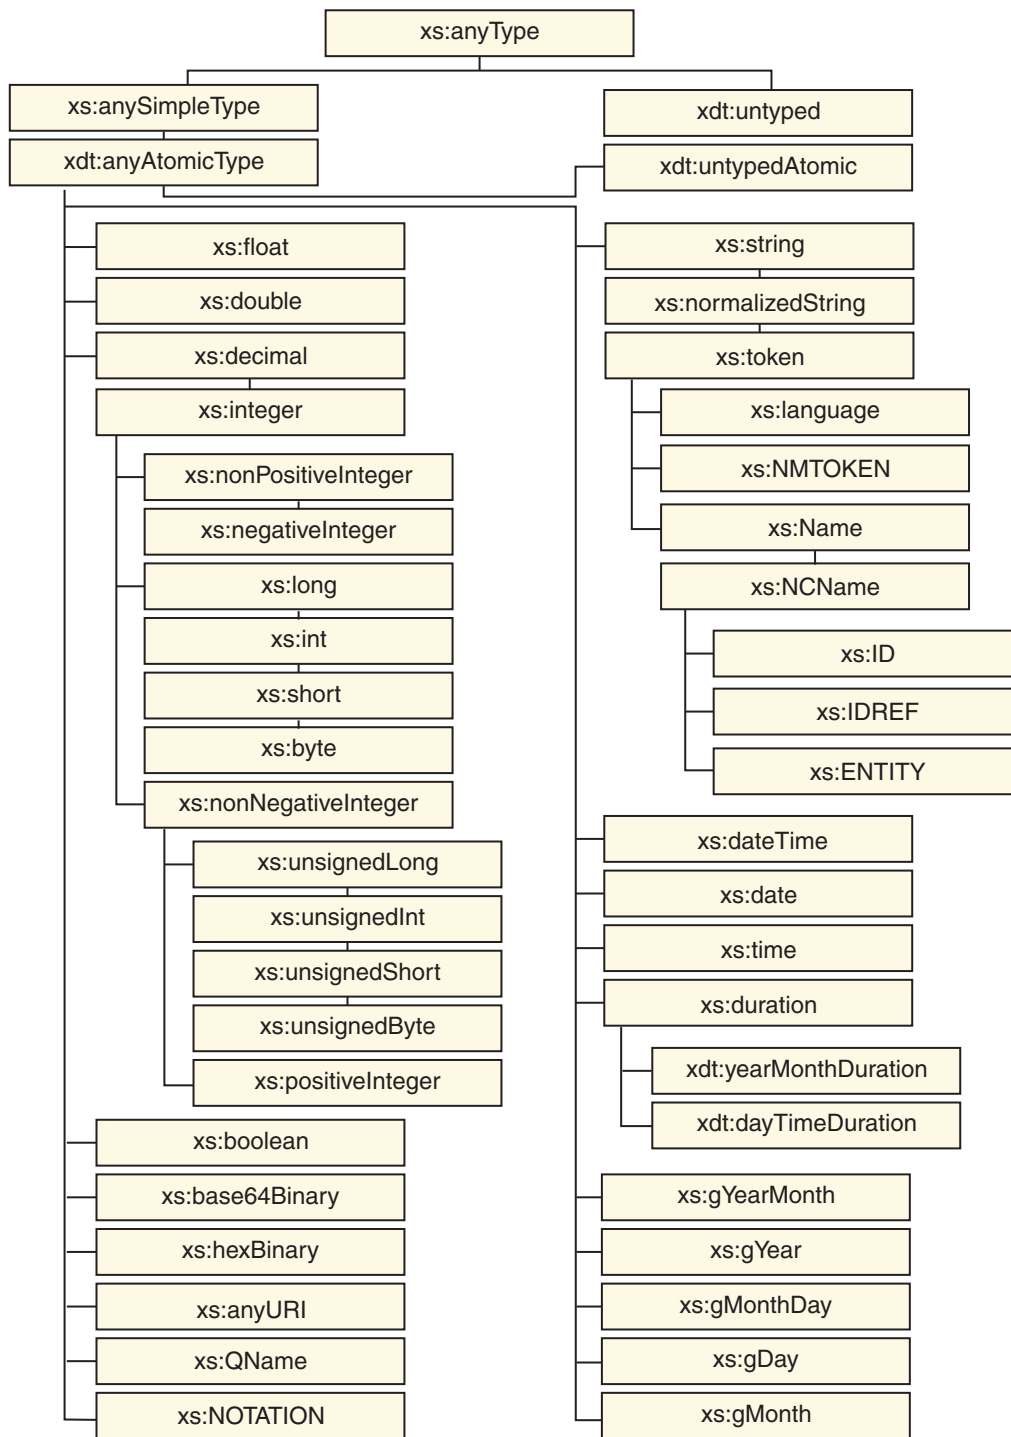 xs:anyType
xs:anySimpleType
xdt:untyped
xdt:anyAtomicType
xdt:untypedAtomic
xs:float
xs:double
xs:decimal
xs:integer
xs:nonPositiveInteger
xs:negativeInteger
xs:long
xs:int
xs:short
xs:byte
xs:nonNegativeInteger
xs:unsignedLong
xs:unsignedInt
xs:unsignedShort
xs:unsignedByte
xs:positiveInteger
xs:boolean
xs:base64Binary
xs:hexBinary
xs:anyURI
xs:QName
xs:NOTATION
xs:string
xs:normalizedString
xs:token
xs:language
xs:NMTOKEN
xs:Name
xs:NCName
xs:ID
xs:IDREF
xs:ENTITY
xs:dateTime
xs:date
xs:time
xs:duration
xdt:yearMonthDuration
xdt:dayTimeDuration
xs:gYearMonth
xs:gYear
xs:gMonthDay
xs:gDay
xs:gMonth